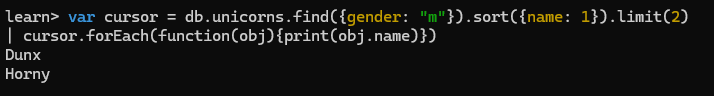 learn> var cursor = db.unicorns.find({gender: "m"}).sort({name: 1}).limit(2)
| cursor.forEach(function(obj){print(obj.name)})
Dunx
Horny